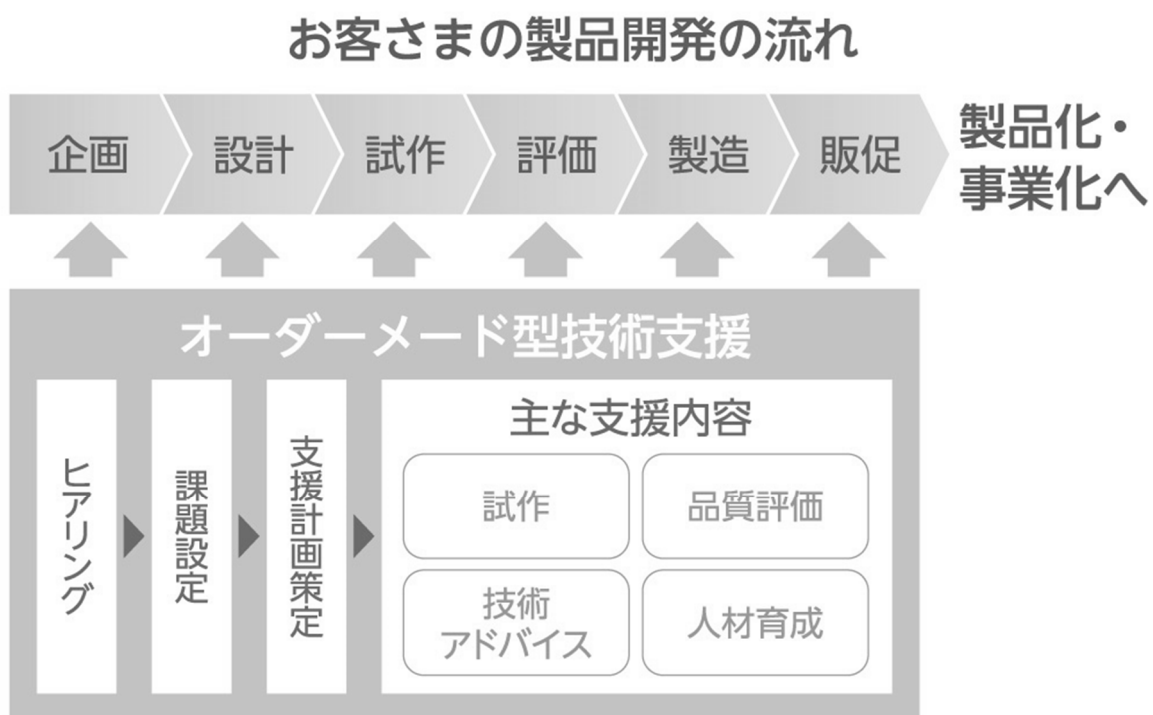 お客さまの製品開発の流れ
企画
設計
試作
評価
製造
販促
製品化・
事業化へ
オーダーメード型技術支援
ヒアリング
課題設定
支援計画策定
主な支援内容
試作
品質評価
技術
アドバイス
人材育成